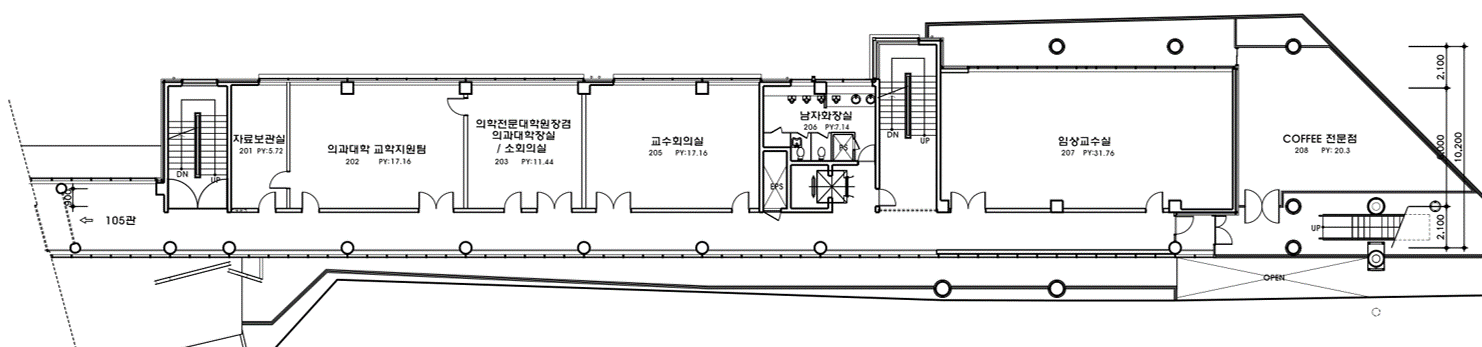 자료보관실
201 PY:5.72
의과대학 교학지원팀
202 PY:17.16
의학전문대학원장겸
의과대학장실
/ 소회의실
203 PY:11.44
교수회의실
205 PY:17.16
남자화장실
206 PY:7.14
임상교수실
207 PY:31.76
COFFEE 전문점
208 PY: 20.3
DN
UP
DN
UP
PS
EPS
UP
OPEN
105관
900
2,100
10,200
2,100